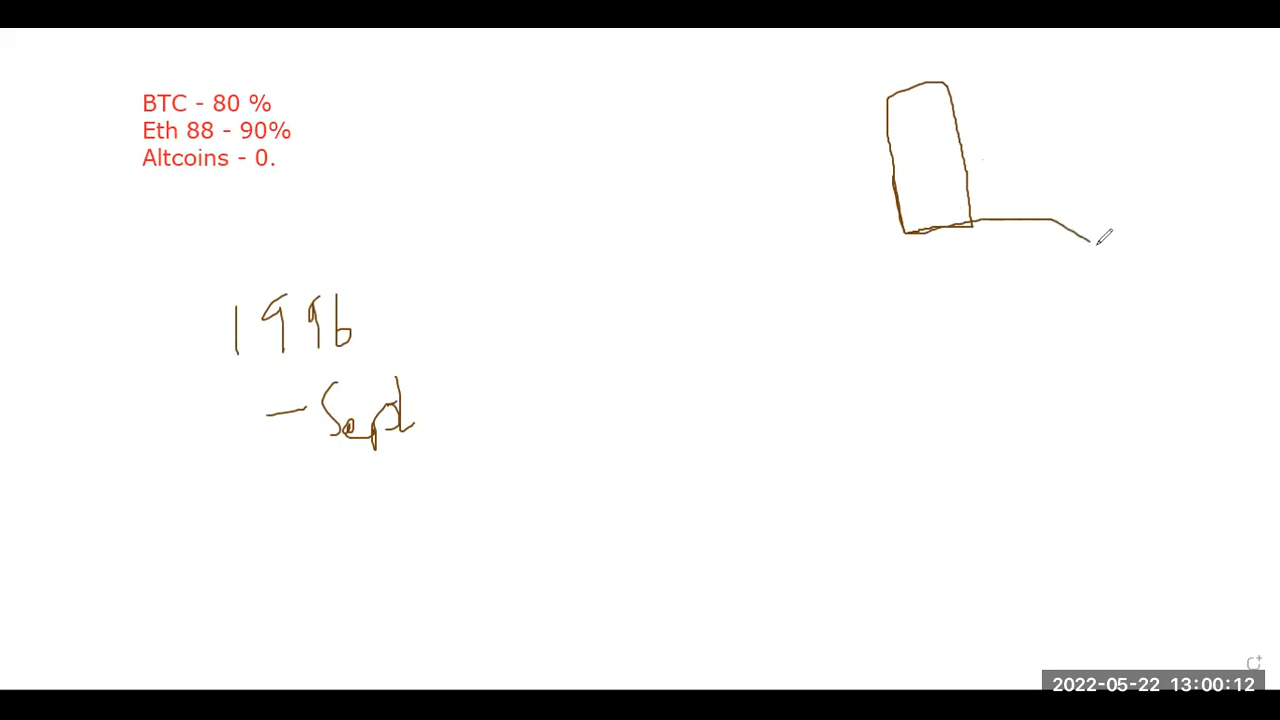 BTC - 80 %
Eth 88 - 90%
Altcoins - 0.
1996
- Sept
2022-05-22 13:00:12